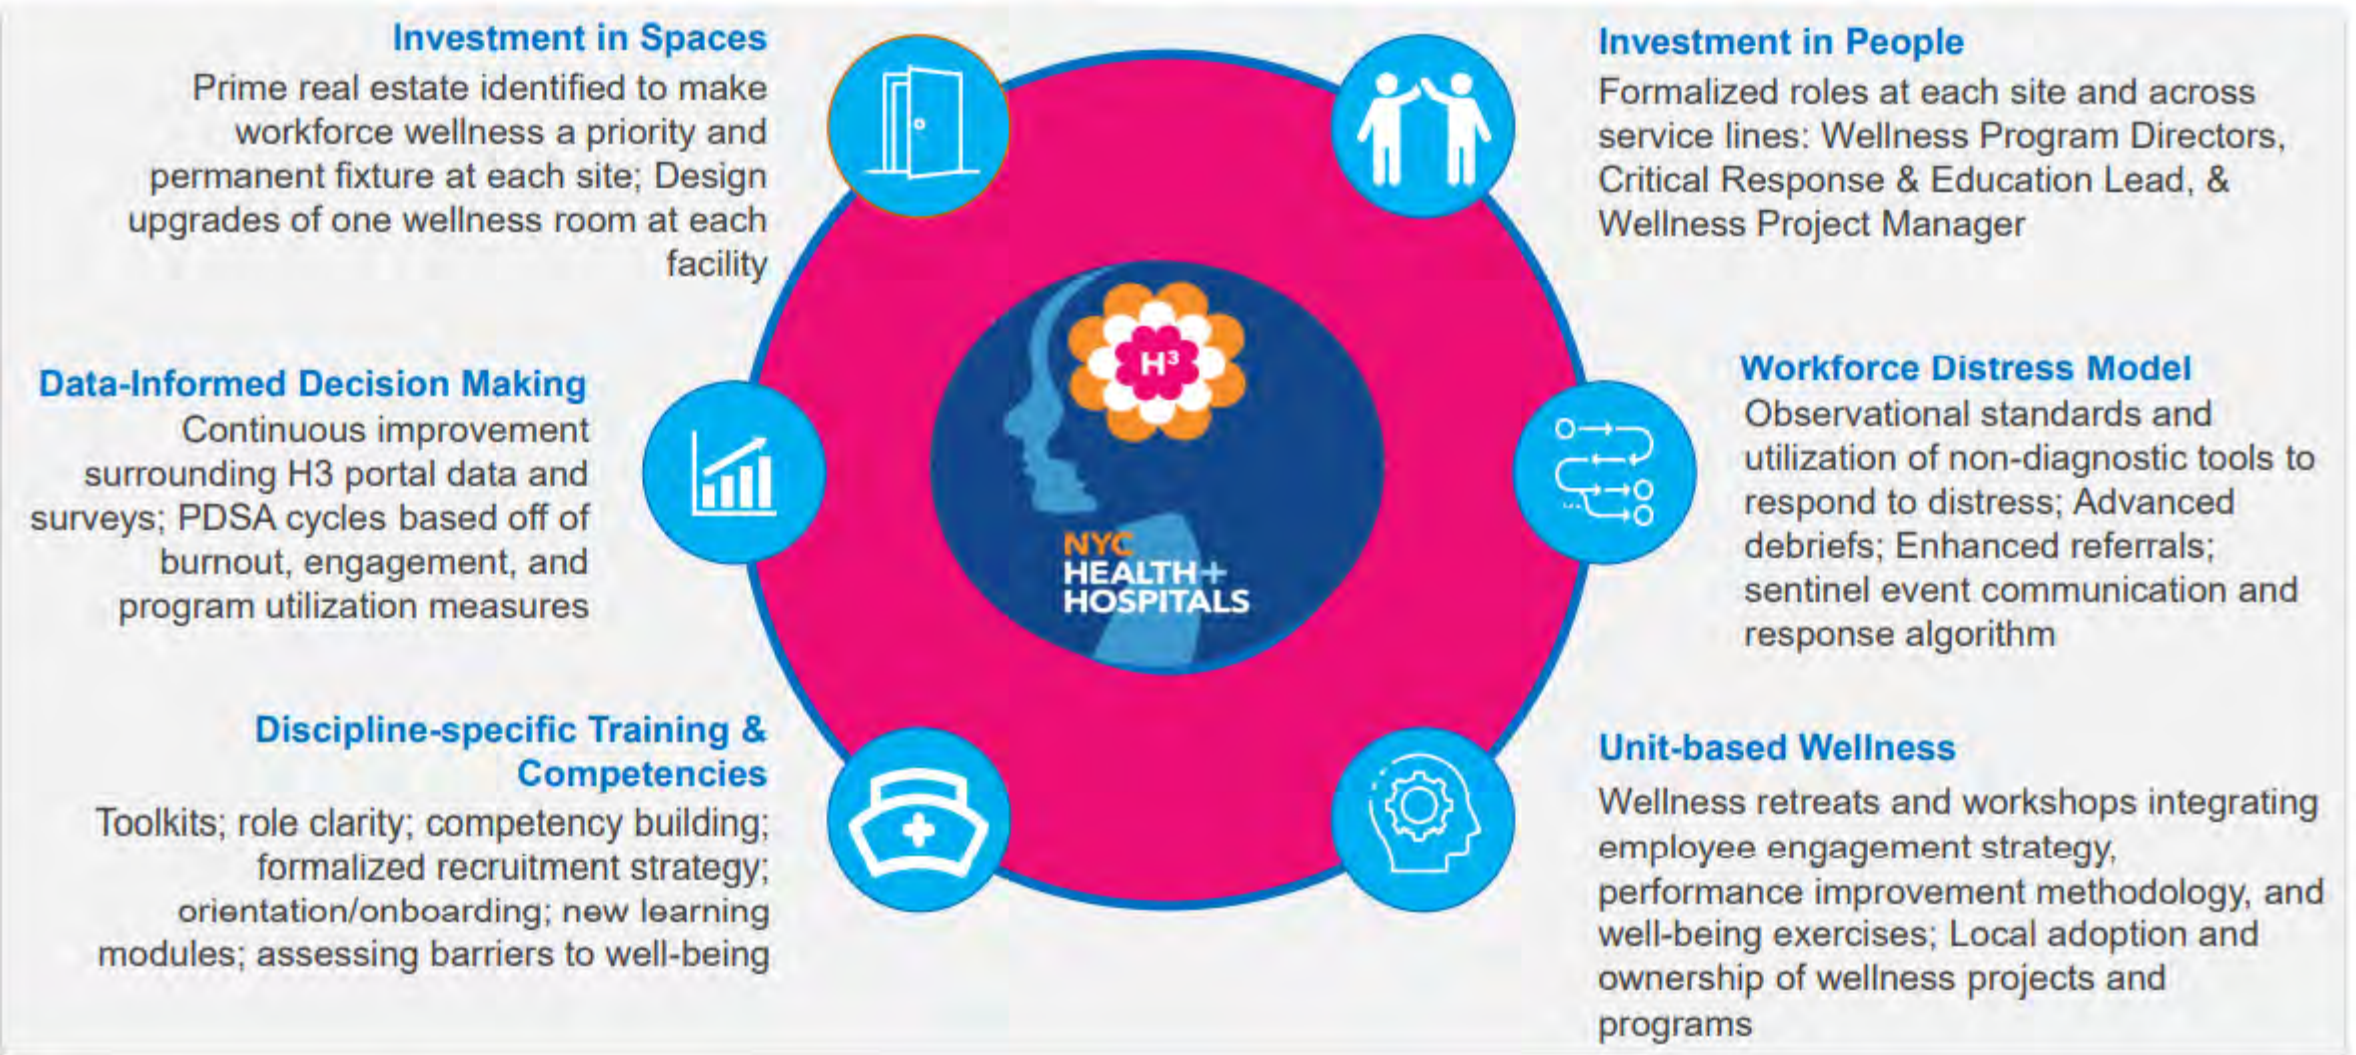 Investment in Spaces
Prime real estate identified to make
workforce wellness a priority and
permanent fixture at each site; Design
upgrades of one wellness room at each
facility
Investment in People
Formalized roles at each site and across
service lines: Wellness Program Directors,
Critical Response & Education Lead, &
Wellness Project Manager
Data-Informed Decision Making
Continuous improvement
surrounding H3 portal data and
surveys; PDSA cycles based off of
burnout, engagement, and
program utilization measures
H³
NYC
HEALTH+
HOSPITALS
Workforce Distress Model
Observational standards and
utilization of non-diagnostic tools to
respond to distress; Advanced
debriefs; Enhanced referrals;
sentinel event communication and
response algorithm
Discipline-specific Training &
Competencies
Toolkits; role clarity; competency building;
formalized recruitment strategy;
orientation/onboarding; new learning
modules; assessing barriers to well-being
Unit-based Wellness
Wellness retreats and workshops integrating
employee engagement strategy,
performance improvement methodology, and
well-being exercises; Local adoption and
ownership of wellness projects and
programs